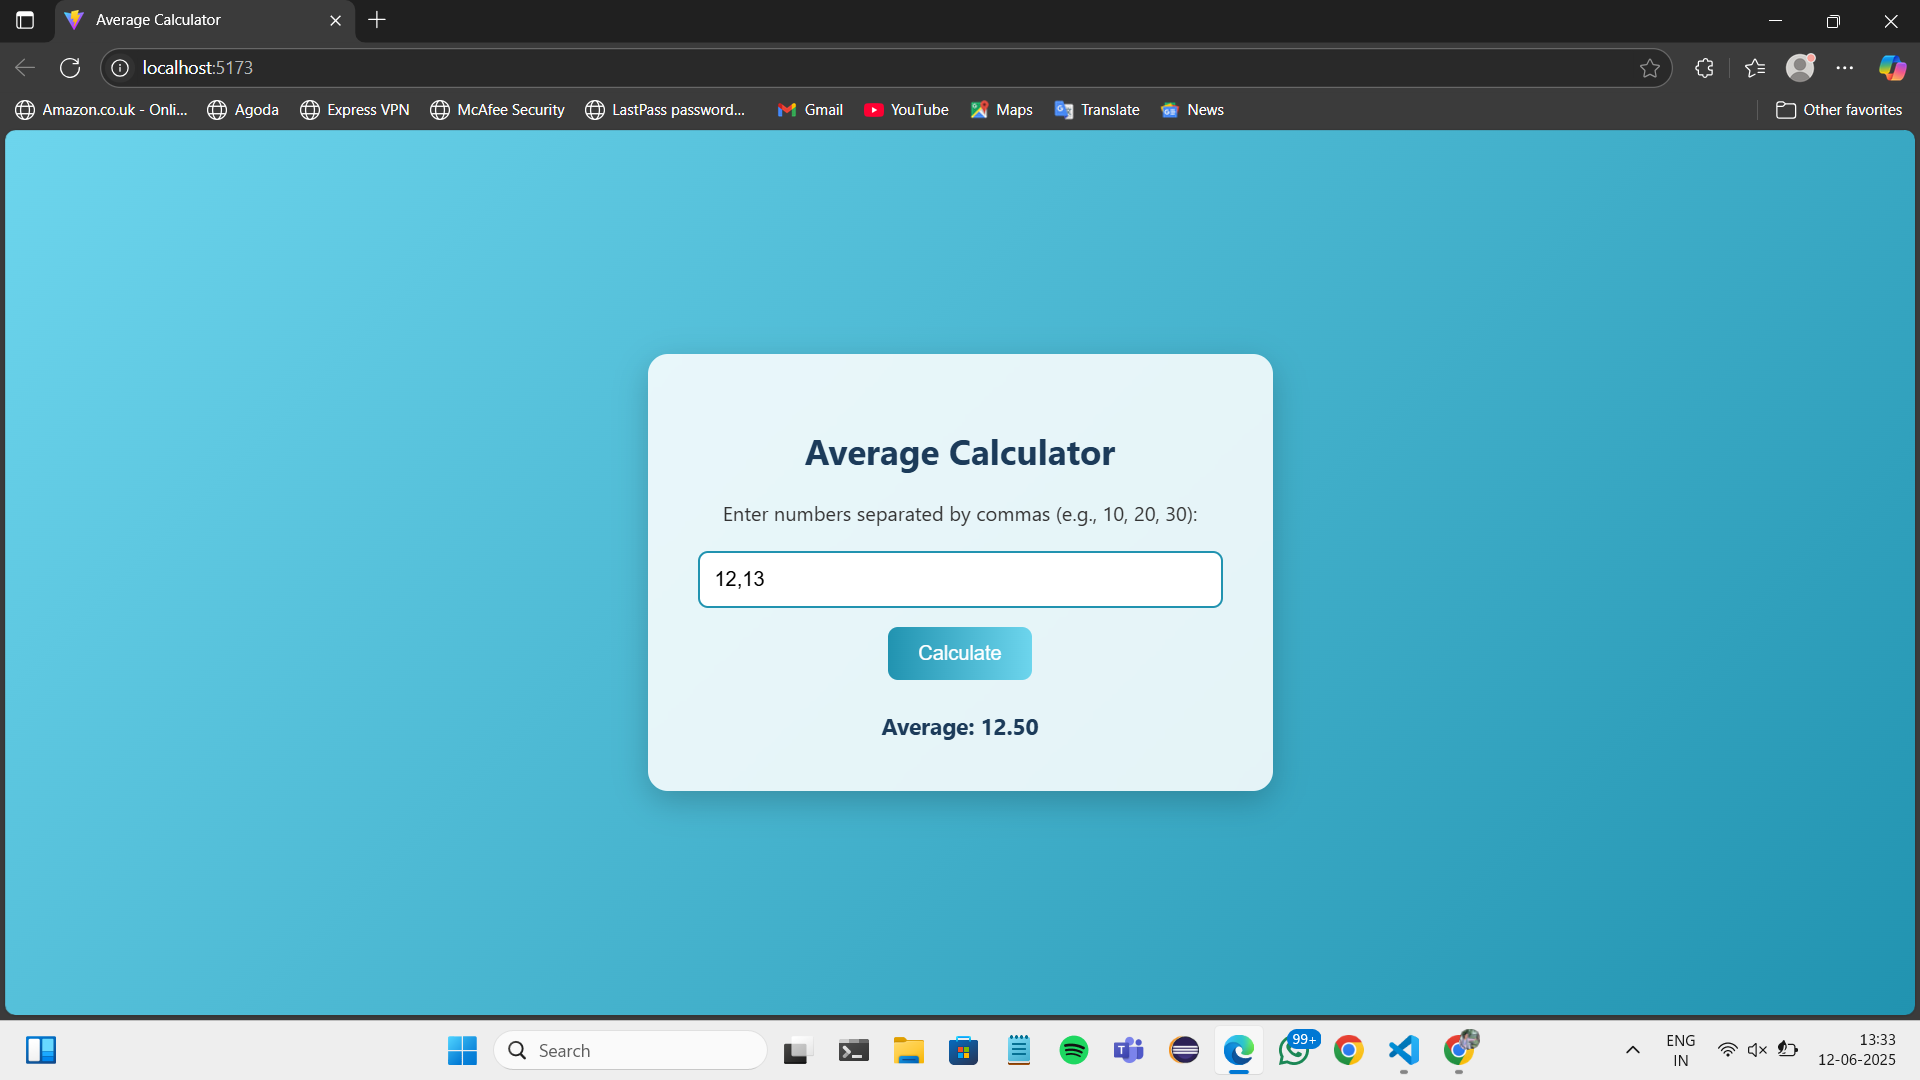 Average Calculator
localhost:5173
Amazon.co.uk - Onli... Agoda Express VPN McAfee Security LastPass password... Gmail YouTube Maps Translate News Other favorites
Average Calculator
Enter numbers separated by commas (e.g., 10, 20, 30):
12,13
Calculate
Average: 12.50
Search 99+ ENG 13:33
IN 12-06-2025